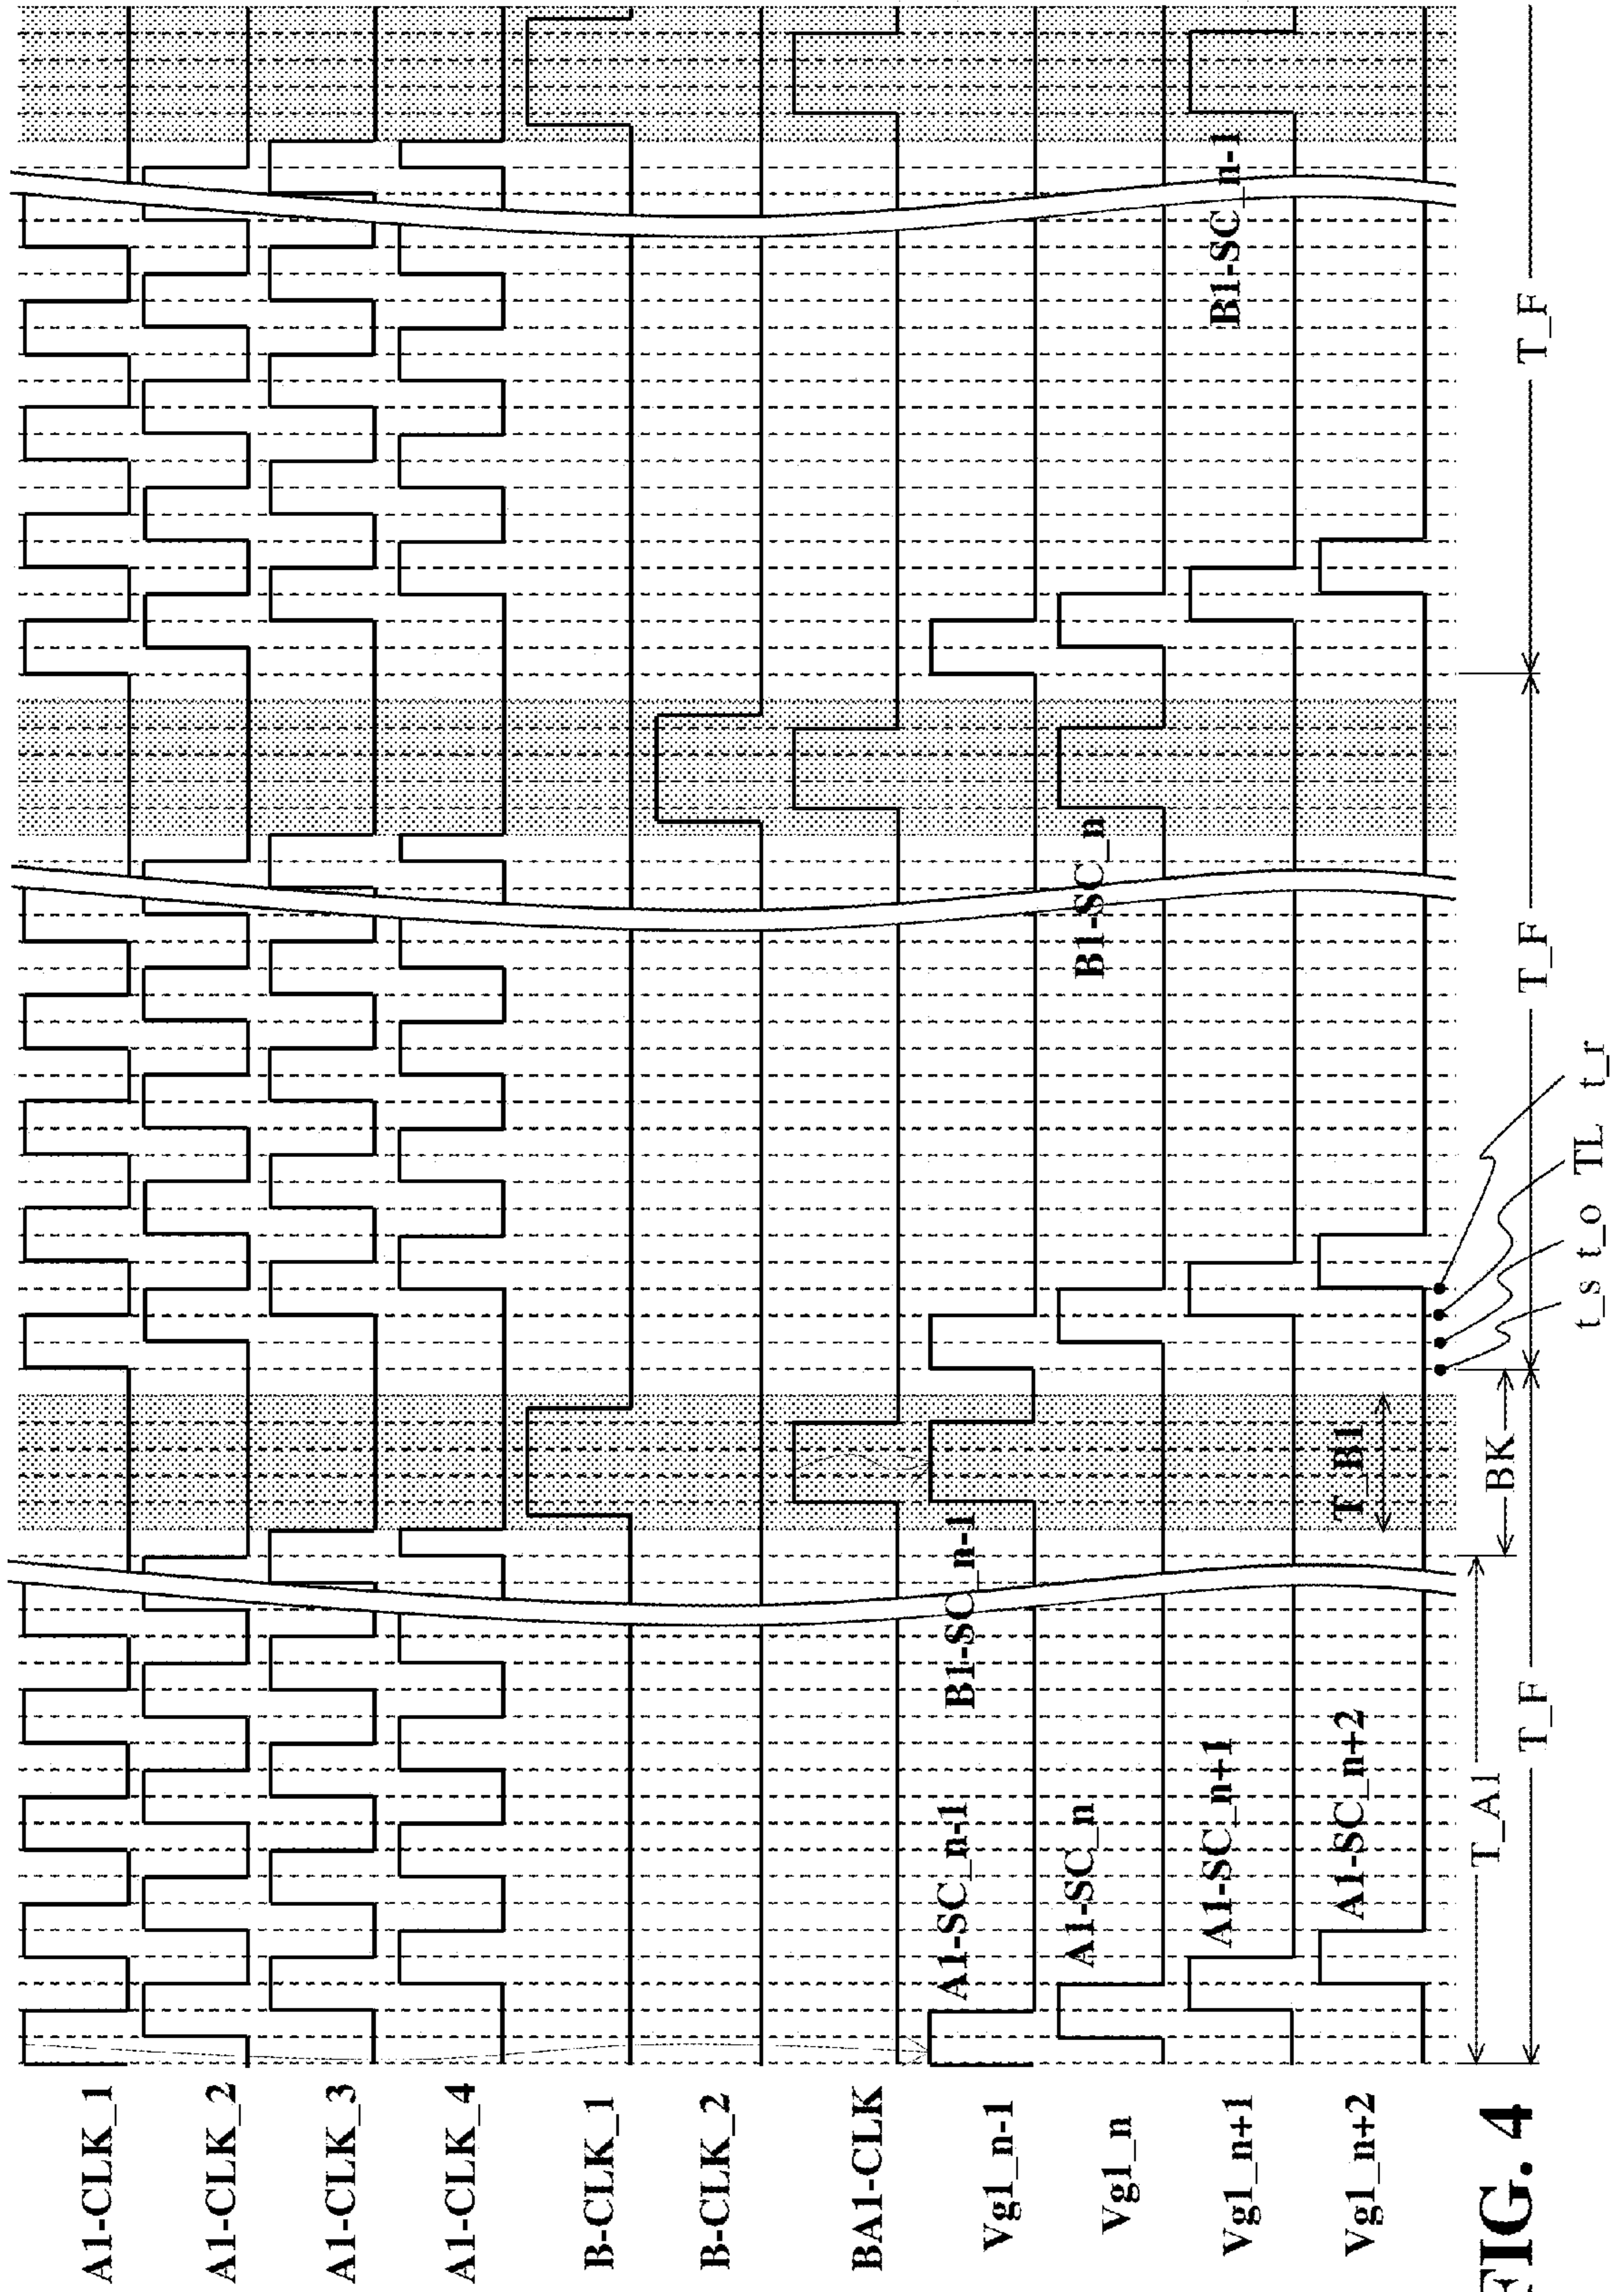 A1-CLK_1
A1-CLK_2
A1-CLK_3
A1-CLK_4
B-CLK_1
B-CLK_2
BA1-CLK
Vg1_n-1
A1-SC_n-1
B1-SC_n-1
Vg1_n
A1-SC_n
B1-SC_n
Vg1_n+1
A1-SC_n+1
B1-SC_n-1
Vg1_n+2
A1-SC_n+2
T_B1
T_A1
BK
T_F
T_F
T_F
t_s
t_o
TL
t_r
FIG. 4